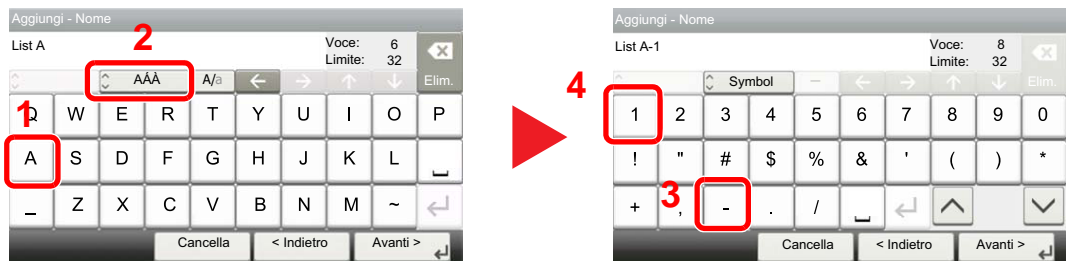 Aggiungi - Nome
List A
Voce: 6
Limite: 32
AÁÀ A/a ← → ↑ ↓ Elim.
Q W E R T Y U I O P
A S D F G H J K L ␣
_ Z X C V B N M ~ ↵
Cancella < Indietro Avanti >
1
2
Aggiungi - Nome
List A-1
Voce: 8
Limite: 32
Symbol ← → ↑ ↓ Elim.
1 2 3 4 5 6 7 8 9 0
! " # $ % & ' ( ) *
+ , - . / ␣ ↵
Cancella < Indietro Avanti >
3
4